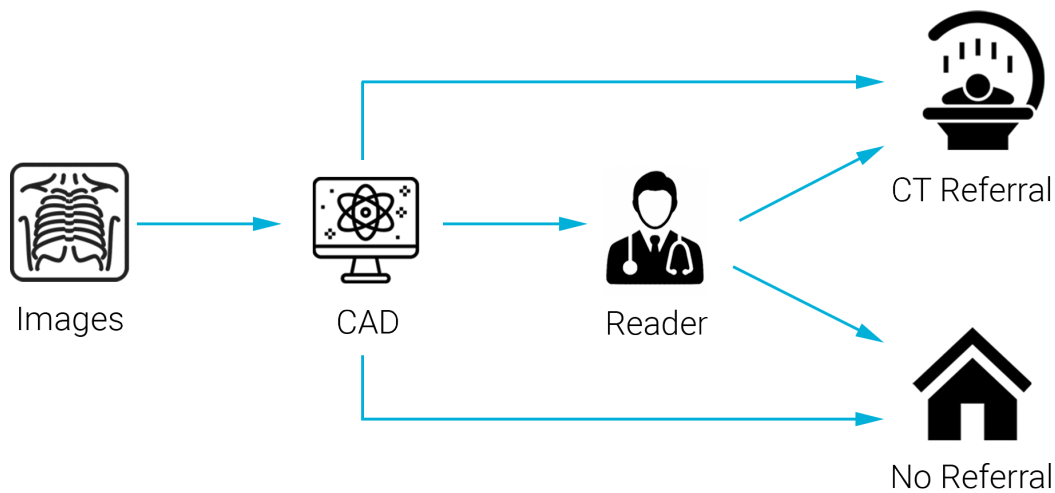 Images
CAD
Reader
CT Referral
No Referral